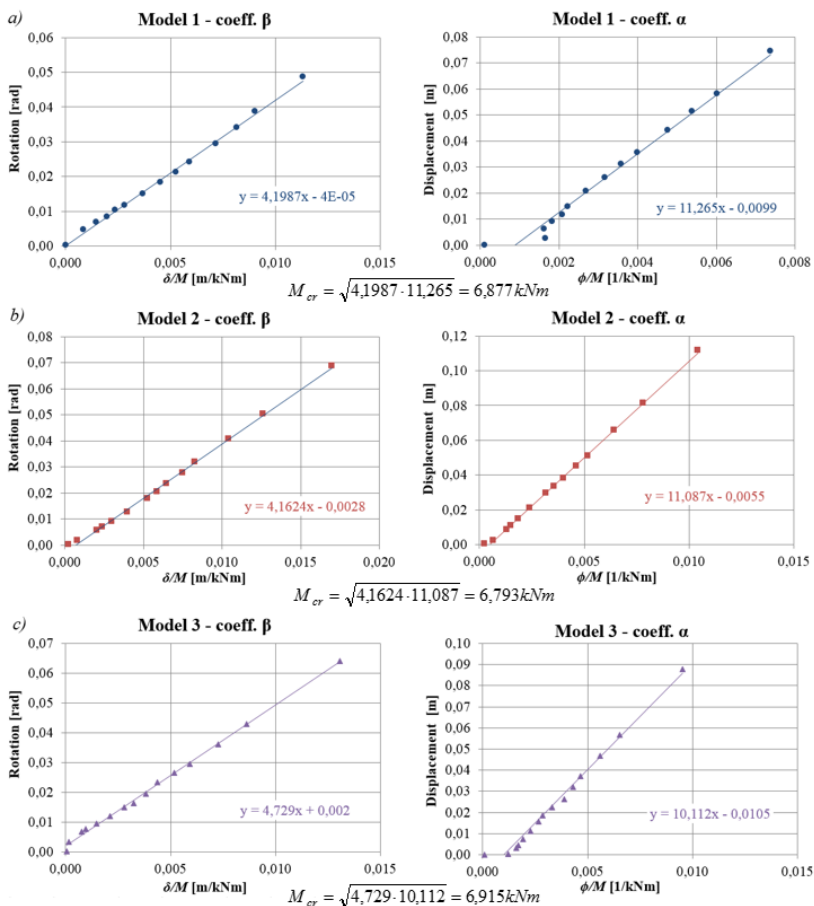 a)
Model 1 - coeff. β
Rotation [rad]
0,06
0,05
0,04
0,03
0,02
0,01
0,00
y = 4,1987x - 4E-05
0,000 0,005 0,010 0,015
δ/M [m/kNm]
Model 1 - coeff. α
Displacement [m]
0,08
0,07
0,06
0,05
0,04
0,03
0,02
0,01
0,00
y = 11,265x - 0,0099
0,000 0,002 0,004 0,006 0,008
ϕ/M [1/kNm]
M_cr = √4,1987·11,265 = 6,877kNm
b)
Model 2 - coeff. β
Rotation [rad]
0,08
0,07
0,06
0,05
0,04
0,03
0,02
0,01
0,00
y = 4,1624x - 0,0028
0,000 0,005 0,010 0,015 0,020
δ/M [m/kNm]
Model 2 - coeff. α
Displacement [m]
0,12
0,10
0,08
0,06
0,04
0,02
0,00
y = 11,087x - 0,0055
0,000 0,005 0,010 0,015
ϕ/M [1/kNm]
M_cr = √4,1624·11,087 = 6,793kNm
c)
Model 3 - coeff. β
Rotation [rad]
0,07
0,06
0,05
0,04
0,03
0,02
0,01
0,00
y = 4,729x + 0,002
0,000 0,005 0,010 0,015
δ/M [m/kNm]
Model 3 - coeff. α
Displacement [m]
0,10
0,09
0,08
0,07
0,06
0,05
0,04
0,03
0,02
0,01
0,00
y = 10,112x - 0,0105
0,000 0,005 0,010 0,015
ϕ/M [1/kNm]
M_cr = √4,729·10,112 = 6,915kNm